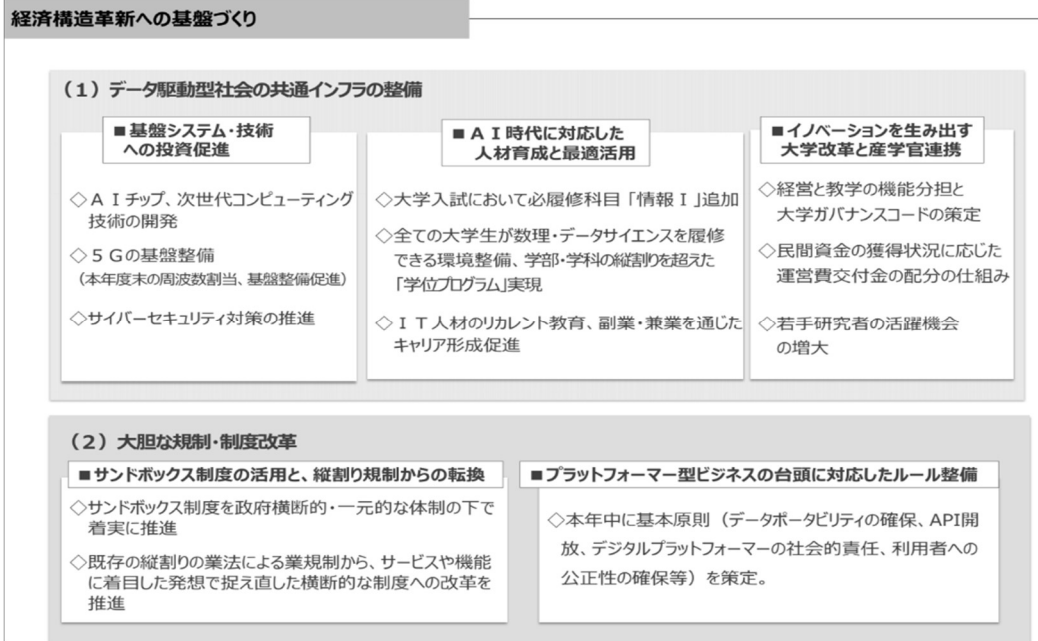 経済構造革新への基盤づくり
（1）データ駆動型社会の共通インフラの整備
■基盤システム・技術
への投資促進
◇ＡＩチップ、次世代コンピューティング
技術の開発
◇５Ｇの基盤整備
（本年度末の周波数割当、基盤整備促進）
◇サイバーセキュリティ対策の推進
■ＡＩ時代に対応した
人材育成と最適活用
◇大学入試において必履修科目「情報Ⅰ」追加
◇全ての大学生が数理・データサイエンスを履修
できる環境整備、学部・学科の縦割りを超えた
「学位プログラム」実現
◇ＩＴ人材のリカレント教育、副業・兼業を通じた
キャリア形成促進
■イノベーションを生み出す
大学改革と産学官連携
◇経営と教学の機能分担と
大学ガバナンスコードの策定
◇民間資金の獲得状況に応じた
運営費交付金の配分の仕組み
◇若手研究者の活躍機会
の増大
（2）大胆な規制・制度改革
■サンドボックス制度の活用と、縦割り規制からの転換
◇サンドボックス制度を政府横断的・一元的な体制の下で
着実に推進
◇既存の縦割りの業法による業規制から、サービスや機能
に着目した発想で捉え直した横断的な制度への改革を
推進
■プラットフォーマー型ビジネスの台頭に対応したルール整備
◇本年中に基本原則（データポータビリティの確保、API開
放、デジタルプラットフォーマーの社会的責任、利用者への
公正性の確保等）を策定。